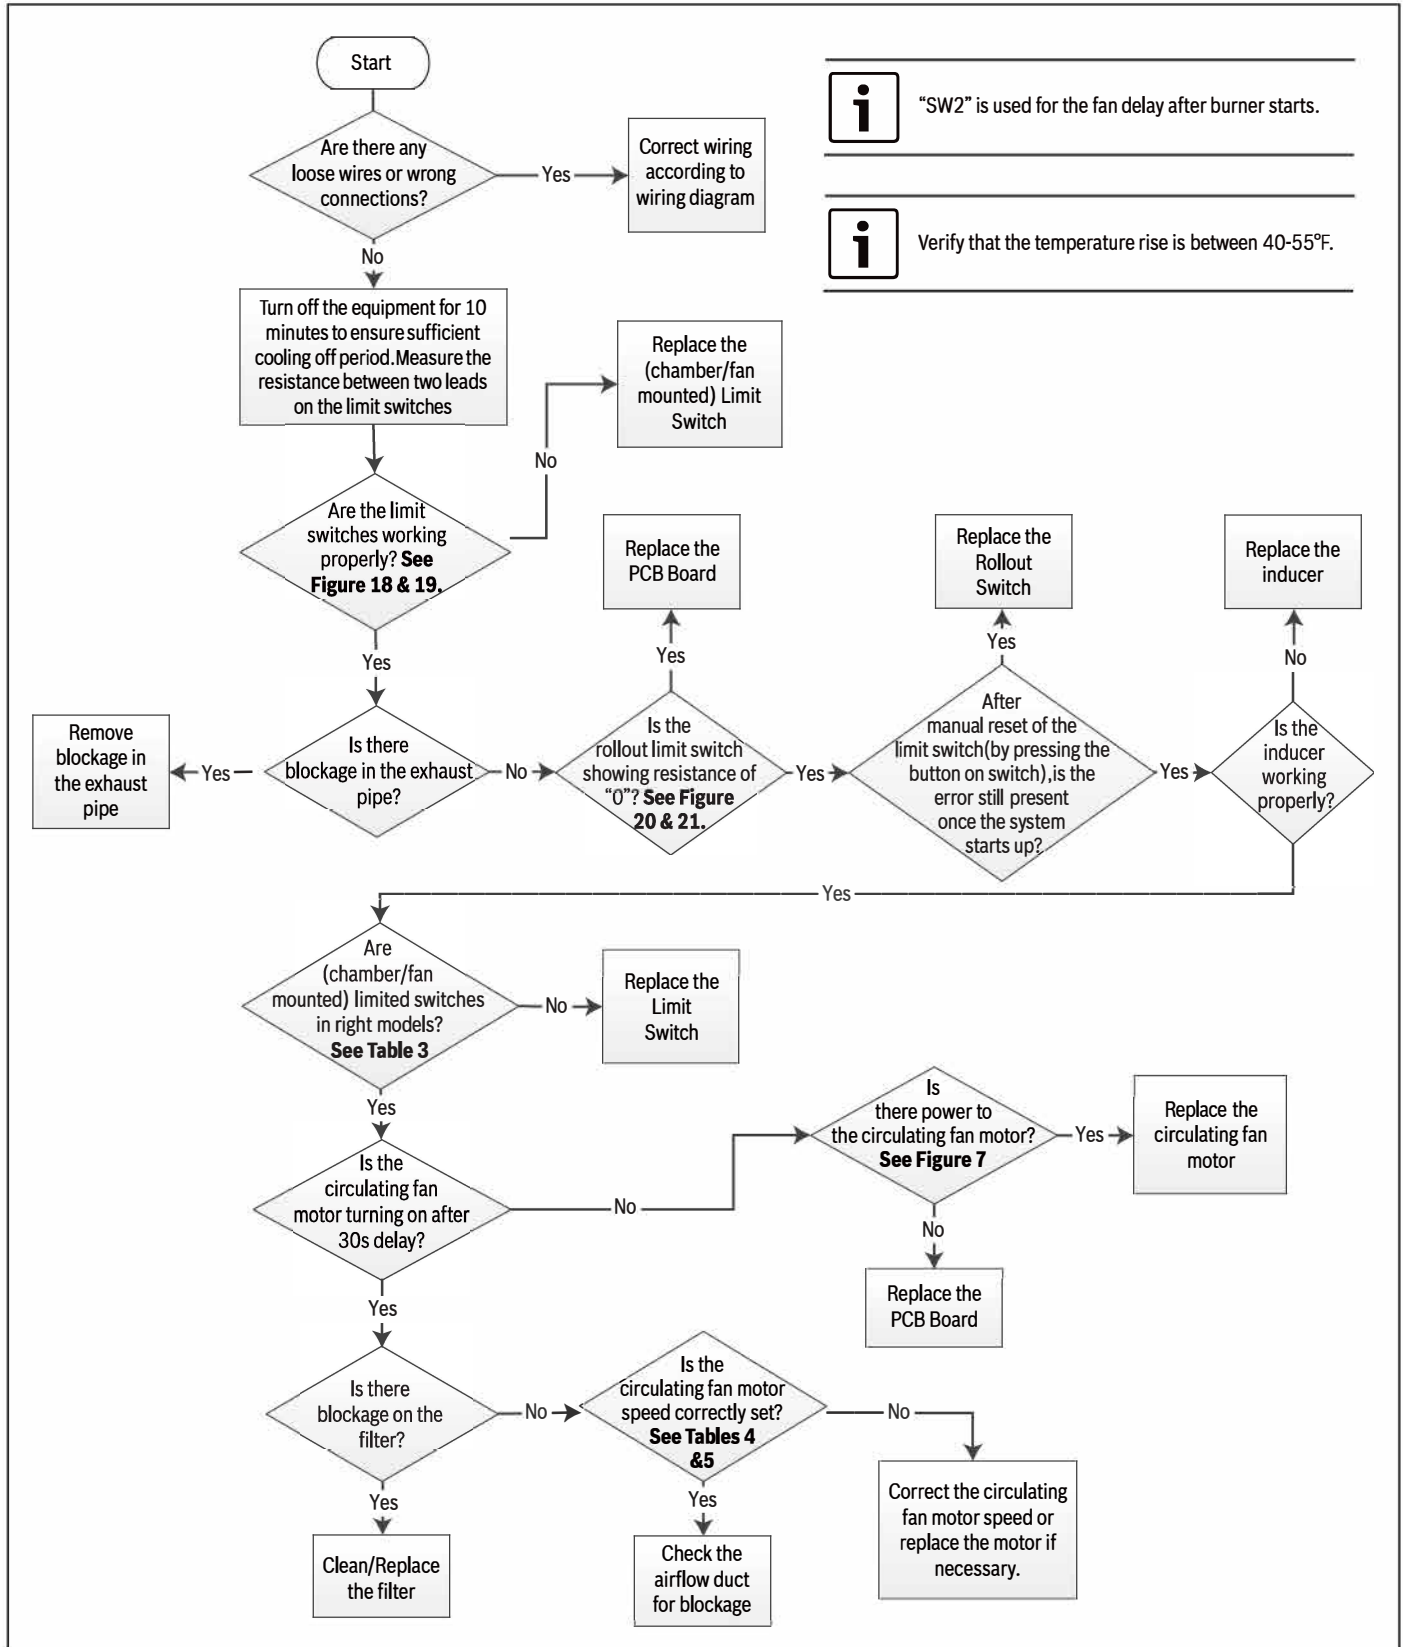 Start
"SW2" is used for the fan delay after burner starts.
Are there any
loose wires or wrong
connections?
Yes
Correct wiring
according to
wiring diagram
Verify that the temperature rise is between 40-55°F.
No
Turn off the equipment for 10
minutes to ensure sufficient
cooling off period.Measure the
resistance between two leads
on the limit switches
Replace the
(chamber/fan
mounted) Limit
Switch
No
Are the limit
switches working
properly? See
Figure 18 & 19.
Yes
Replace the
PCB Board
Yes
Replace the
Rollout
Switch
Yes
Replace the
inducer
No
Remove
blockage in
the exhaust
pipe
Yes
Is there
blockage in the exhaust
pipe?
No
Is the
rollout limit switch
showing resistance of
"0"? See Figure
20 & 21.
Yes
After
manual reset of the
limit switch(by pressing the
button on switch),is the
error still present
once the system
starts up?
Yes
Is the
inducer
working
properly?
Yes
Are
(chamber/fan
mounted) limited switches
in right models?
See Table 3
No
Replace the
Limit
Switch
Yes
Is the
circulating fan
motor turning on after
30s delay?
No
Is
there power to
the circulating fan motor?
See Figure 7
Yes
Replace the
circulating fan
motor
No
Replace the
PCB Board
Yes
Is there
blockage on the
filter?
No
Is the
circulating fan motor
speed correctly set?
See Tables 4
&5
No
Correct the circulating
fan motor speed or
replace the motor if
necessary.
Yes
Clean/Replace
the filter
Yes
Check the
airflow duct
for blockage